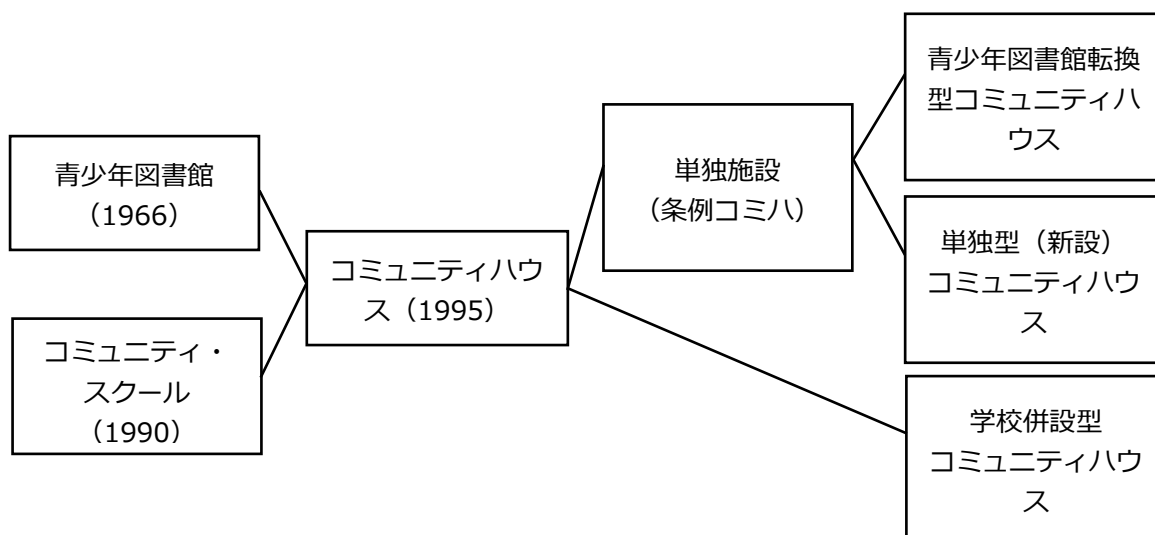 青少年図書館
（1966）
コミュニティ・
スクール
（1990）
コミュニティハウ
ス（1995）
単独施設
（条例コミハ）
青少年図書館転換
型コミュニティハ
ウス
単独型（新設）
コミュニティハウ
ス
学校併設型
コミュニティハウ
ス